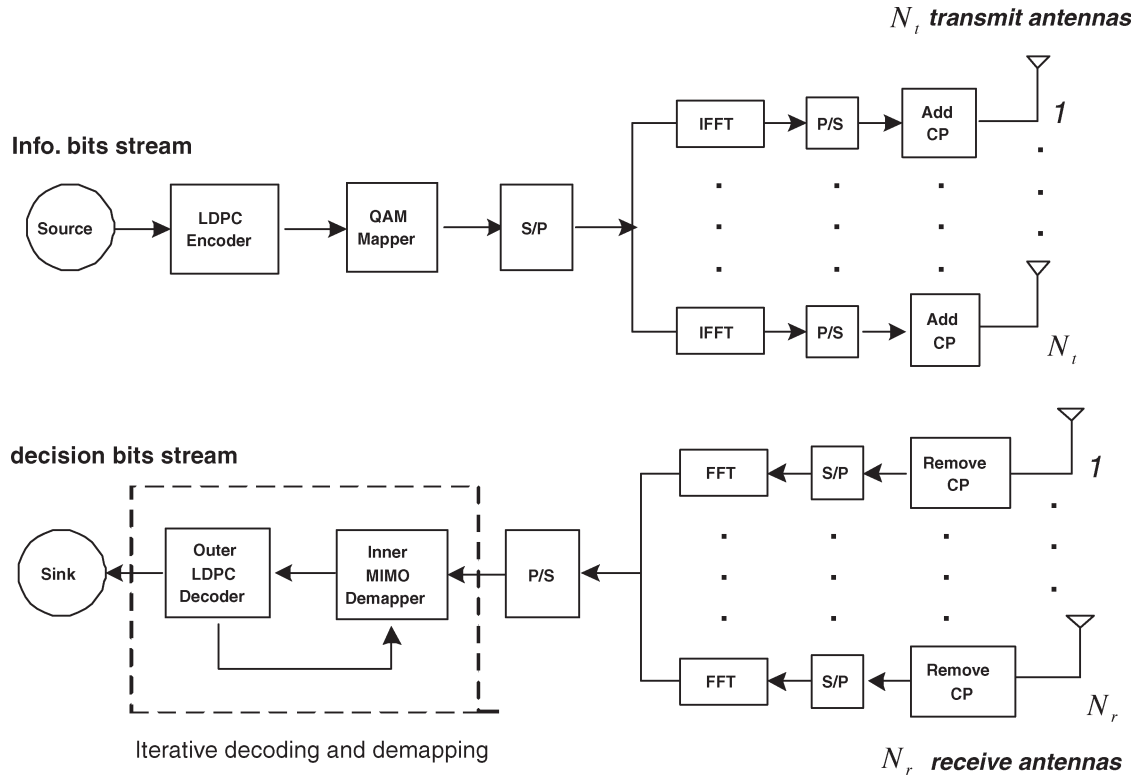 N_t transmit antennas
1
IFFT
P/S
Add
CP
Info. bits stream
Source
LDPC
Encoder
QAM
Mapper
S/P
IFFT
P/S
Add
CP
N_t
decision bits stream
1
FFT
S/P
Remove
CP
Sink
Outer
LDPC
Decoder
Inner
MIMO
Demapper
P/S
FFT
S/P
Remove
CP
N_r
Iterative decoding and demapping
N_r receive antennas